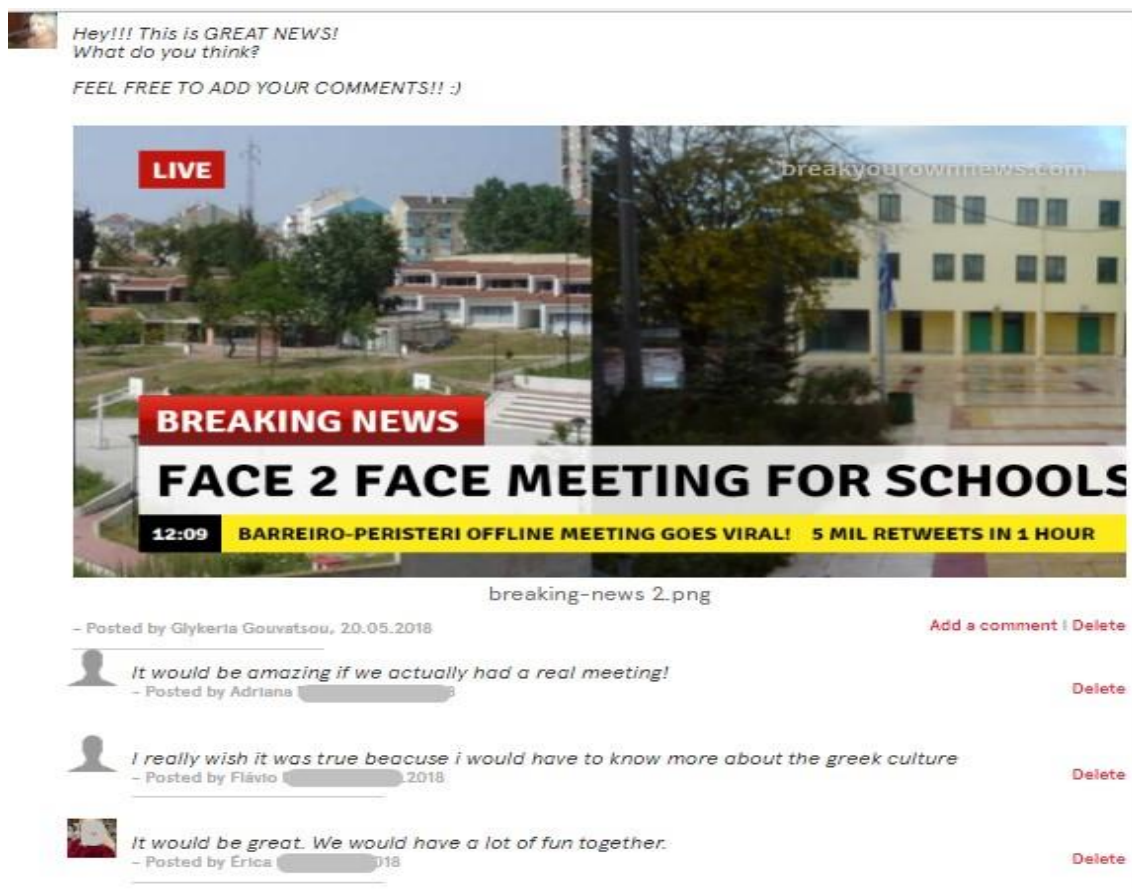 Hey!!! This is GREAT NEWS!
What do you think?
FEEL FREE TO ADD YOUR COMMENTS!! :)
LIVE
breakyourownnews.com
BREAKING NEWS
FACE 2 FACE MEETING FOR SCHOOLS
12:09 BARREIRO-PERISTERI OFFLINE MEETING GOES VIRAL! 5 MIL RETWEETS IN 1 HOUR
breaking-news 2.png
– Posted by Glykeria Gouvatsou, 20.05.2018 Add a comment | Delete
It would be amazing if we actually had a real meeting!
– Posted by Adriana 8 Delete
I really wish it was true beacuse i would have to know more about the greek culture
– Posted by Flávio .2018 Delete
It would be great. We would have a lot of fun together.
– Posted by Érica 018 Delete